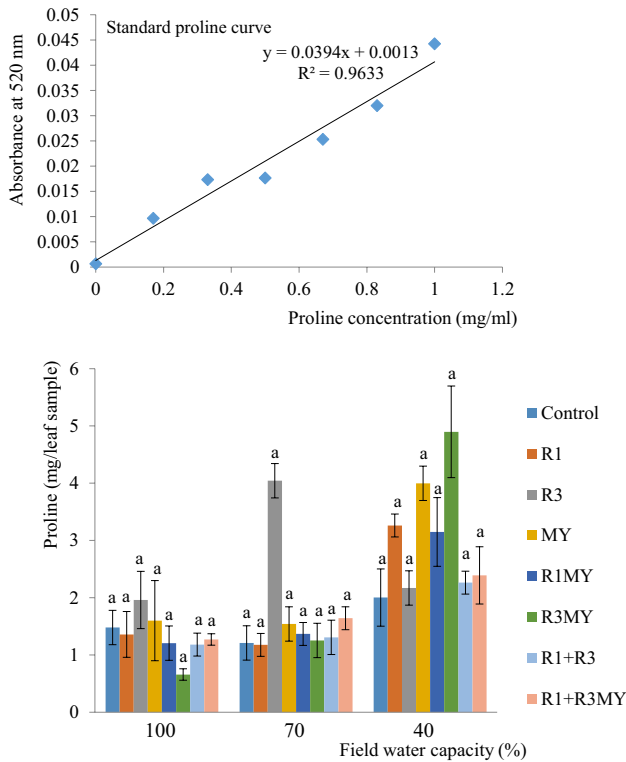 Standard proline curve
y = 0.0394x + 0.0013
R² = 0.9633
Absorbance at 520 nm
0.05
0.045
0.04
0.035
0.03
0.025
0.02
0.015
0.01
0.005
0
0 0.2 0.4 0.6 0.8 1 1.2
Proline concentration (mg/ml)
Proline (mg/leaf sample)
6
5
4
3
2
1
0
a a a a a a a a
a a a a a a a a
a a a a a a a a
100 70 40
Field water capacity (%)
Control
R1
R3
MY
R1MY
R3MY
R1+R3
R1+R3MY